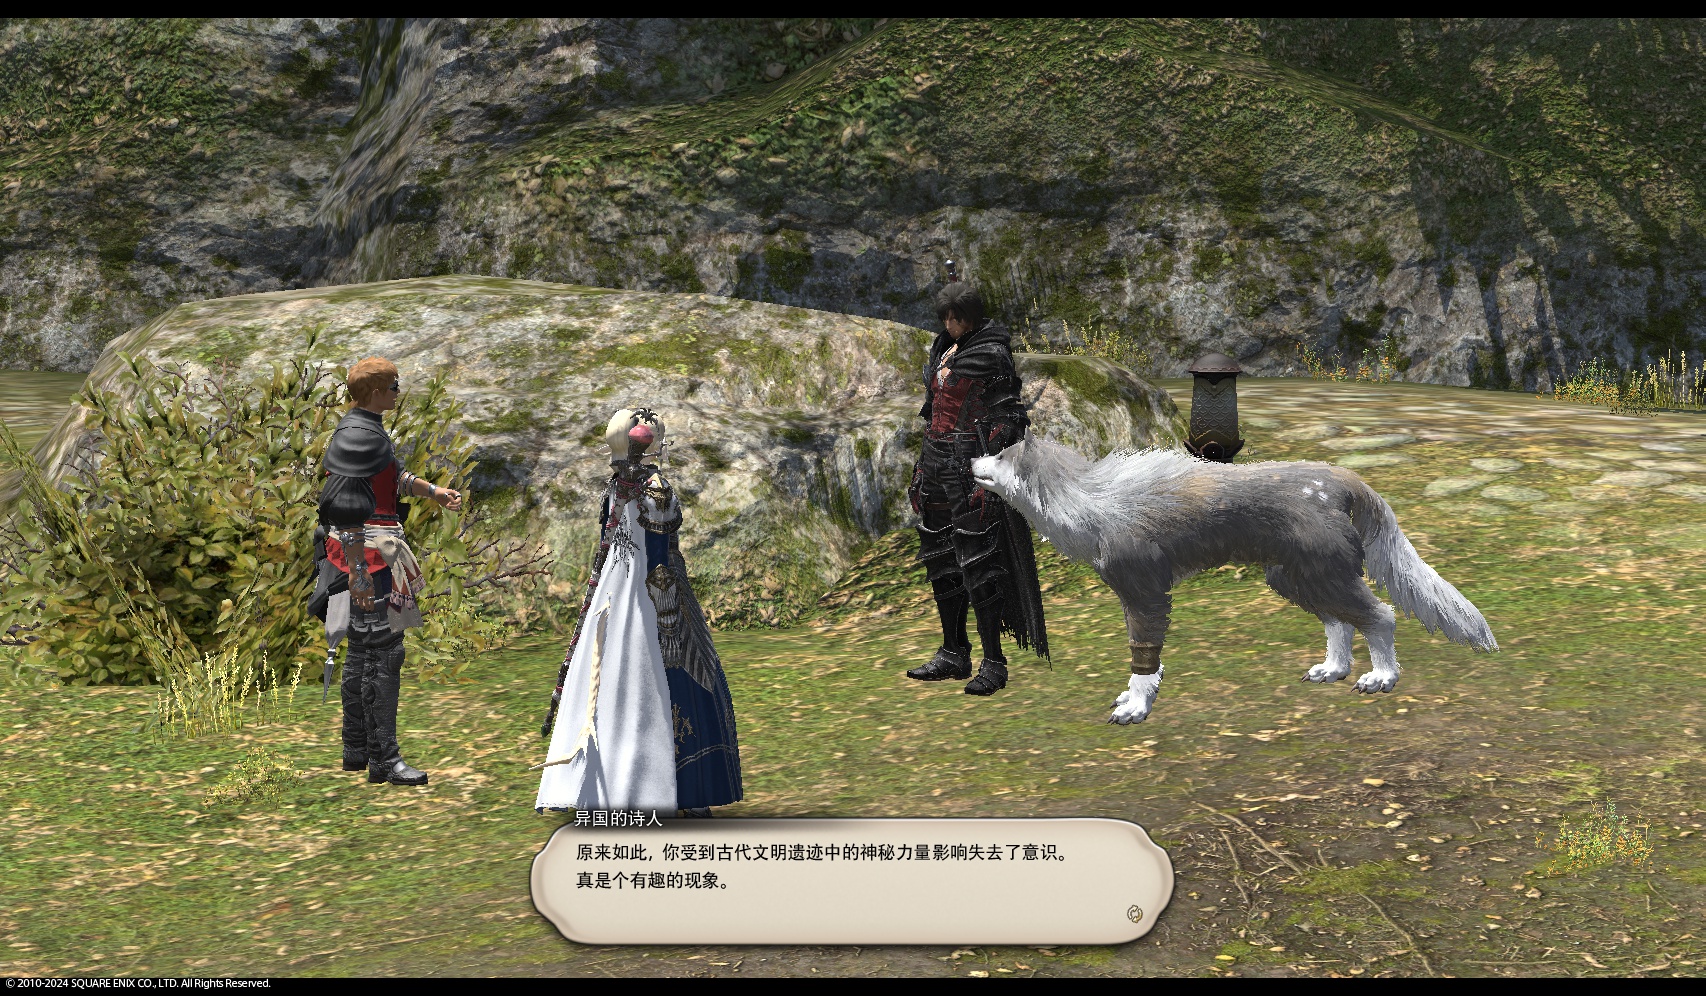 异国的诗人
原来如此，你受到古代文明遗迹中的神秘力量影响失去了意识。
真是个有趣的现象。
© 2010-2024 SQUARE ENIX CO., LTD. All Rights Reserved.